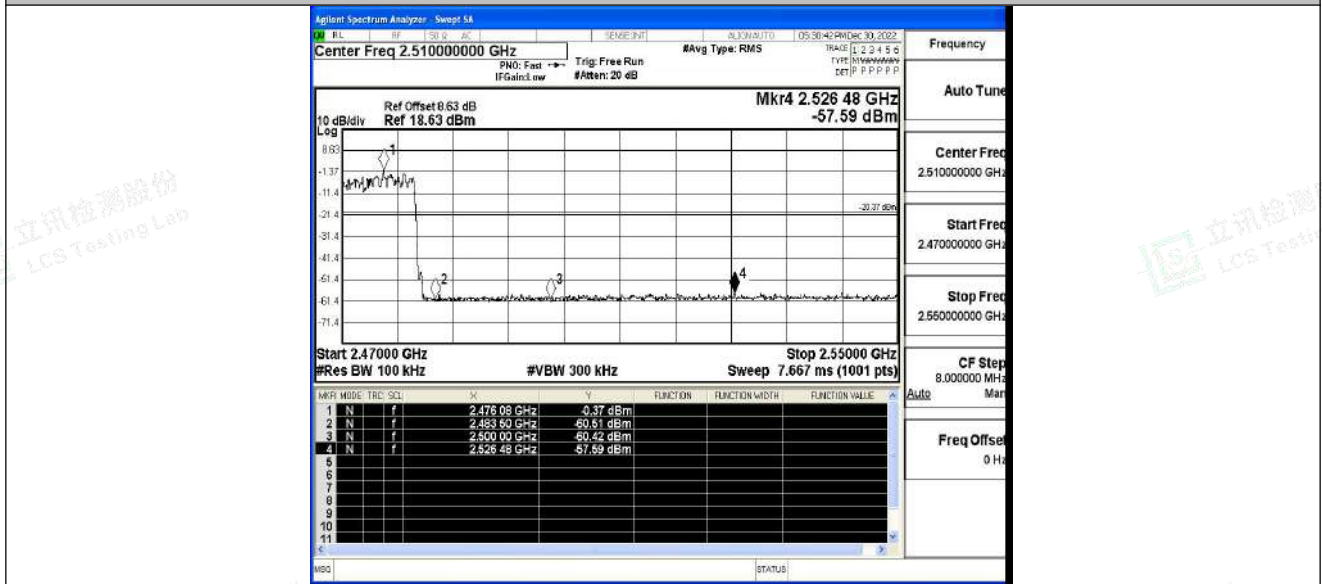 Agilent Spectrum Analyzer - Swept SA
RL RF 50 Ω AC SENSE:INT ALIGNAUTO 05:30:42 PM Dec 30, 2022
Center Freq 2.510000000 GHz
#Avg Type: RMS
TRACE 1 2 3 4 5 6
PNO: Fast
Trig: Free Run
TYPE
IFGain:Low
#Atten: 20 dB
DET P P P P P P
Mkr4 2.526 48 GHz
-57.59 dBm
Ref Offset 8.63 dB
10 dB/div Ref 18.63 dBm
Log
8.63
-1.37
-11.4
-21.4
-31.4
-41.4
-51.4
-61.4
-71.4
1
-20.37 dBm
2
3
4
Start 2.47000 GHz Stop 2.55000 GHz
#Res BW 100 kHz #VBW 300 kHz Sweep 7.667 ms (1001 pts)
MKR MODE TRC SCL X Y FUNCTION FUNCTION WIDTH FUNCTION VALUE
1 N f 2.476 08 GHz -0.37 dBm
2 N f 2.483 50 GHz -60.51 dBm
3 N f 2.500 00 GHz -60.42 dBm
4 N f 2.526 48 GHz -57.59 dBm
5
6
7
8
9
10
11
MSG STATUS
Frequency
Auto Tune
Center Freq
2.510000000 GHz
Start Freq
2.470000000 GHz
Stop Freq
2.550000000 GHz
CF Step
8.000000 MHz
Auto Man
Freq Offset
0 Hz
立讯检测股份
LCS Testing Lab
立讯检测
LCS Testi